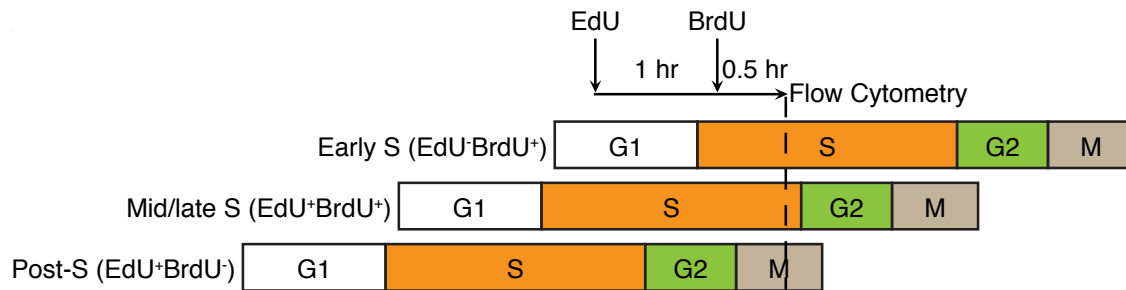 EdU BrdU
1 hr 0.5 hr
Flow Cytometry
Early S (EdU⁻BrdU⁺) G1 S G2 M
Mid/late S (EdU⁺BrdU⁺) G1 S G2 M
Post-S (EdU⁺BrdU⁻) G1 S G2 M